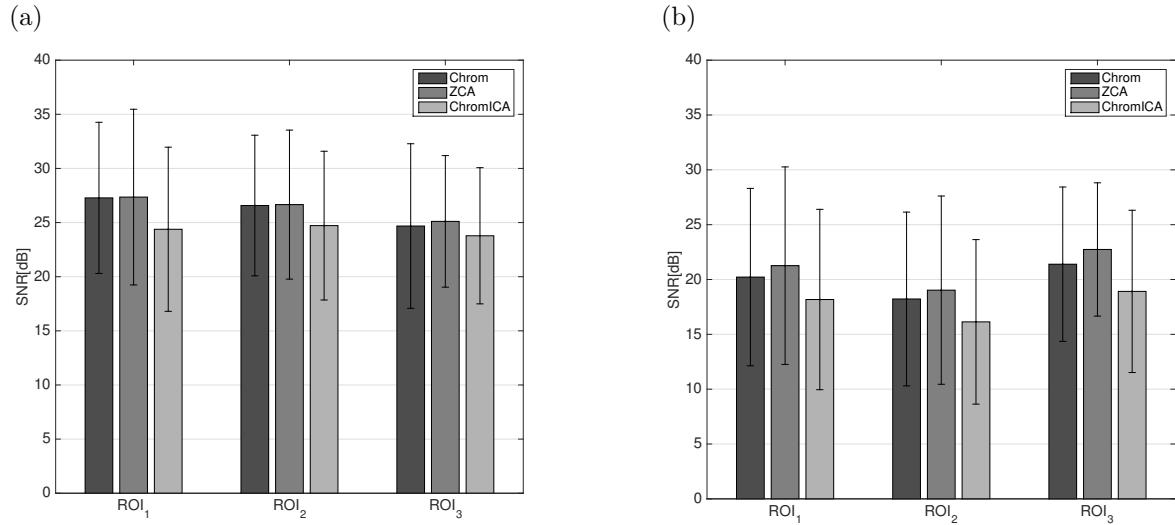 (a)
40
35
30
25
20
15
10
5
0
SNR[dB]
Chrom
ZCA
ChromICA
ROI₁ ROI₂ ROI₃
(b)
40
35
30
25
20
15
10
5
0
SNR[dB]
Chrom
ZCA
ChromICA
ROI₁ ROI₂ ROI₃